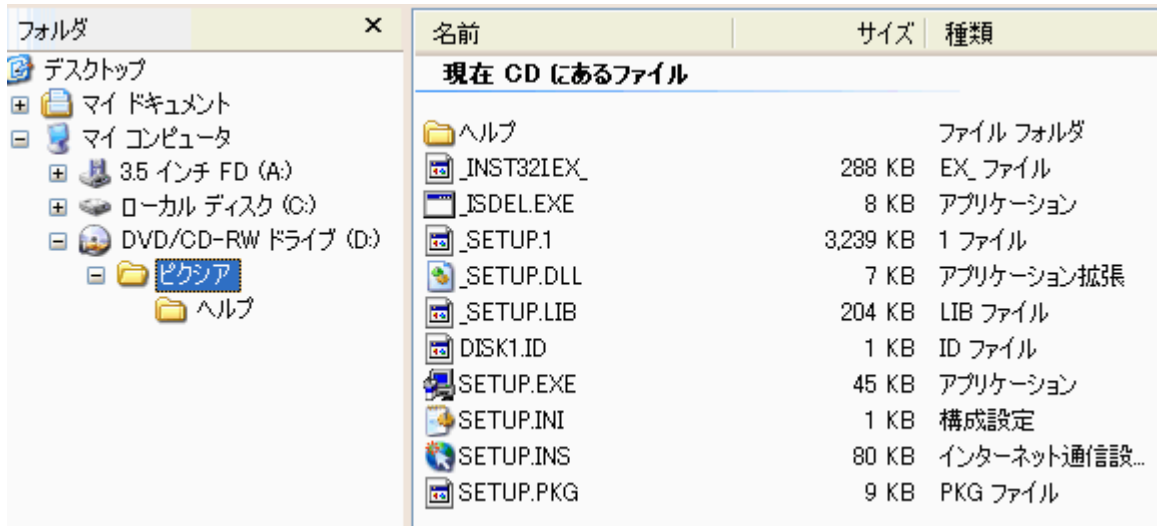 フォルダ ×
デスクトップ
マイ ドキュメント
マイ コンピュータ
3.5 インチ FD (A:)
ローカル ディスク (C:)
DVD/CD-RW ドライブ (D:)
ピクシア
ヘルプ
名前 サイズ 種類
現在 CD にあるファイル
ヘルプ ファイル フォルダ
_INST32I.EX_ 288 KB EX_ ファイル
_ISDEL.EXE 8 KB アプリケーション
_SETUP.1 3,239 KB 1 ファイル
_SETUP.DLL 7 KB アプリケーション拡張
_SETUP.LIB 204 KB LIB ファイル
DISK1.ID 1 KB ID ファイル
SETUP.EXE 45 KB アプリケーション
SETUP.INI 1 KB 構成設定
SETUP.INS 80 KB インターネット通信設...
SETUP.PKG 9 KB PKG ファイル